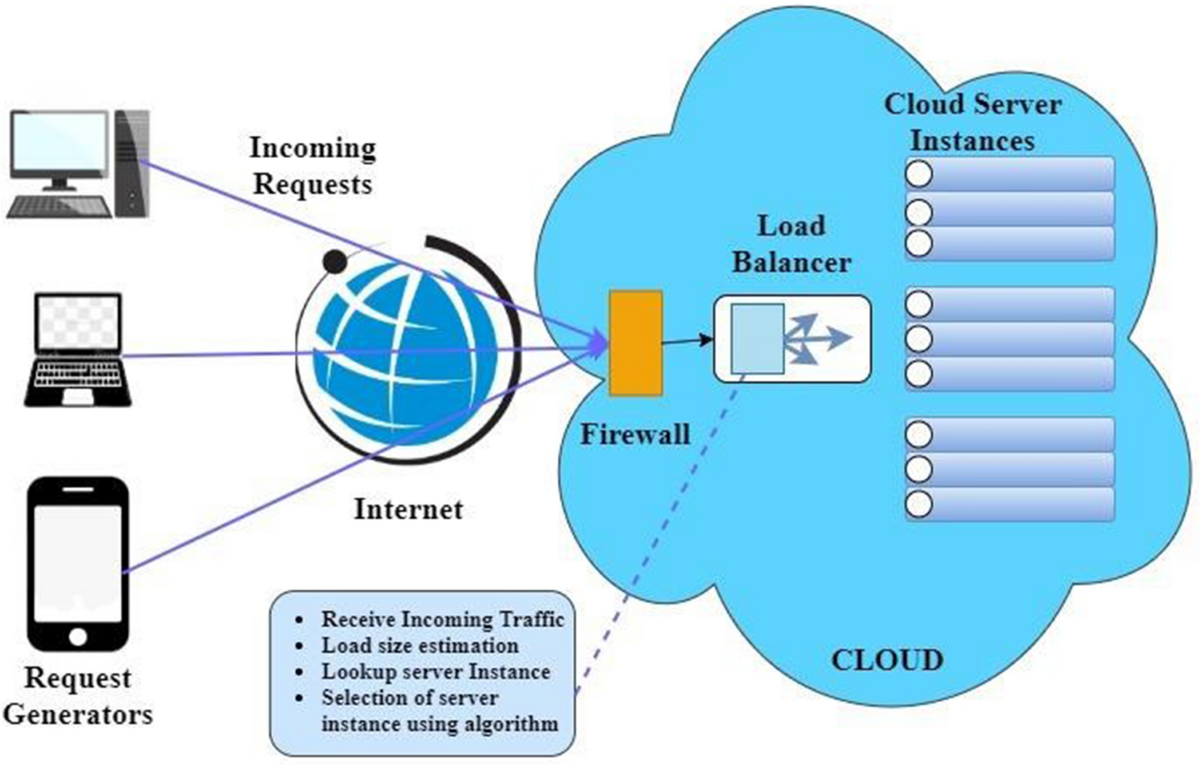 Cloud Server
Instances
Incoming
Requests
Load
Balancer
Firewall
Internet
• Receive Incoming Traffic
• Load size estimation
• Lookup server Instance
• Selection of server
instance using algorithm
CLOUD
Request
Generators